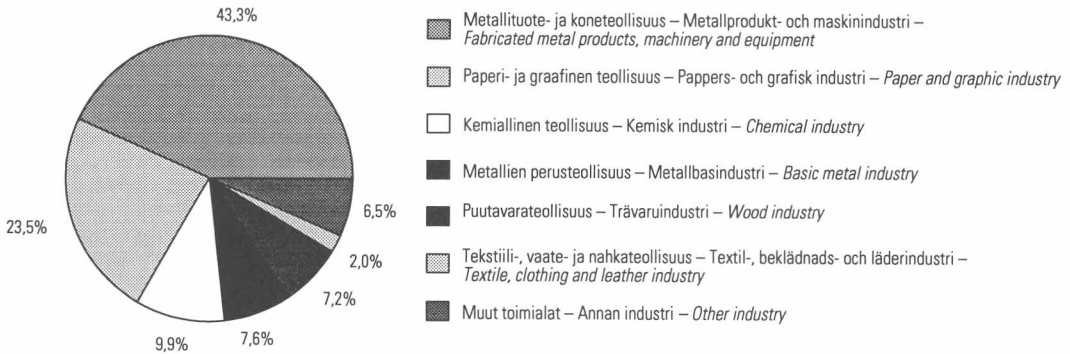 43,3%
23,5%
9,9%
7,6%
7,2%
2,0%
6,5%
Metallituote- ja koneteollisuus – Metallprodukt- och maskinindustri –
Fabricated metal products, machinery and equipment
Paperi- ja graafinen teollisuus – Pappers- och grafisk industri – Paper and graphic industry
Kemiallinen teollisuus – Kemisk industri – Chemical industry
Metallien perusteollisuus – Metallbasindustri – Basic metal industry
Puutavarateollisuus – Trävaruindustri – Wood industry
Tekstiili-, vaate- ja nahkateollisuus – Textil-, beklädnads- och läderindustri –
Textile, clothing and leather industry
Muut toimialat – Annan industri – Other industry